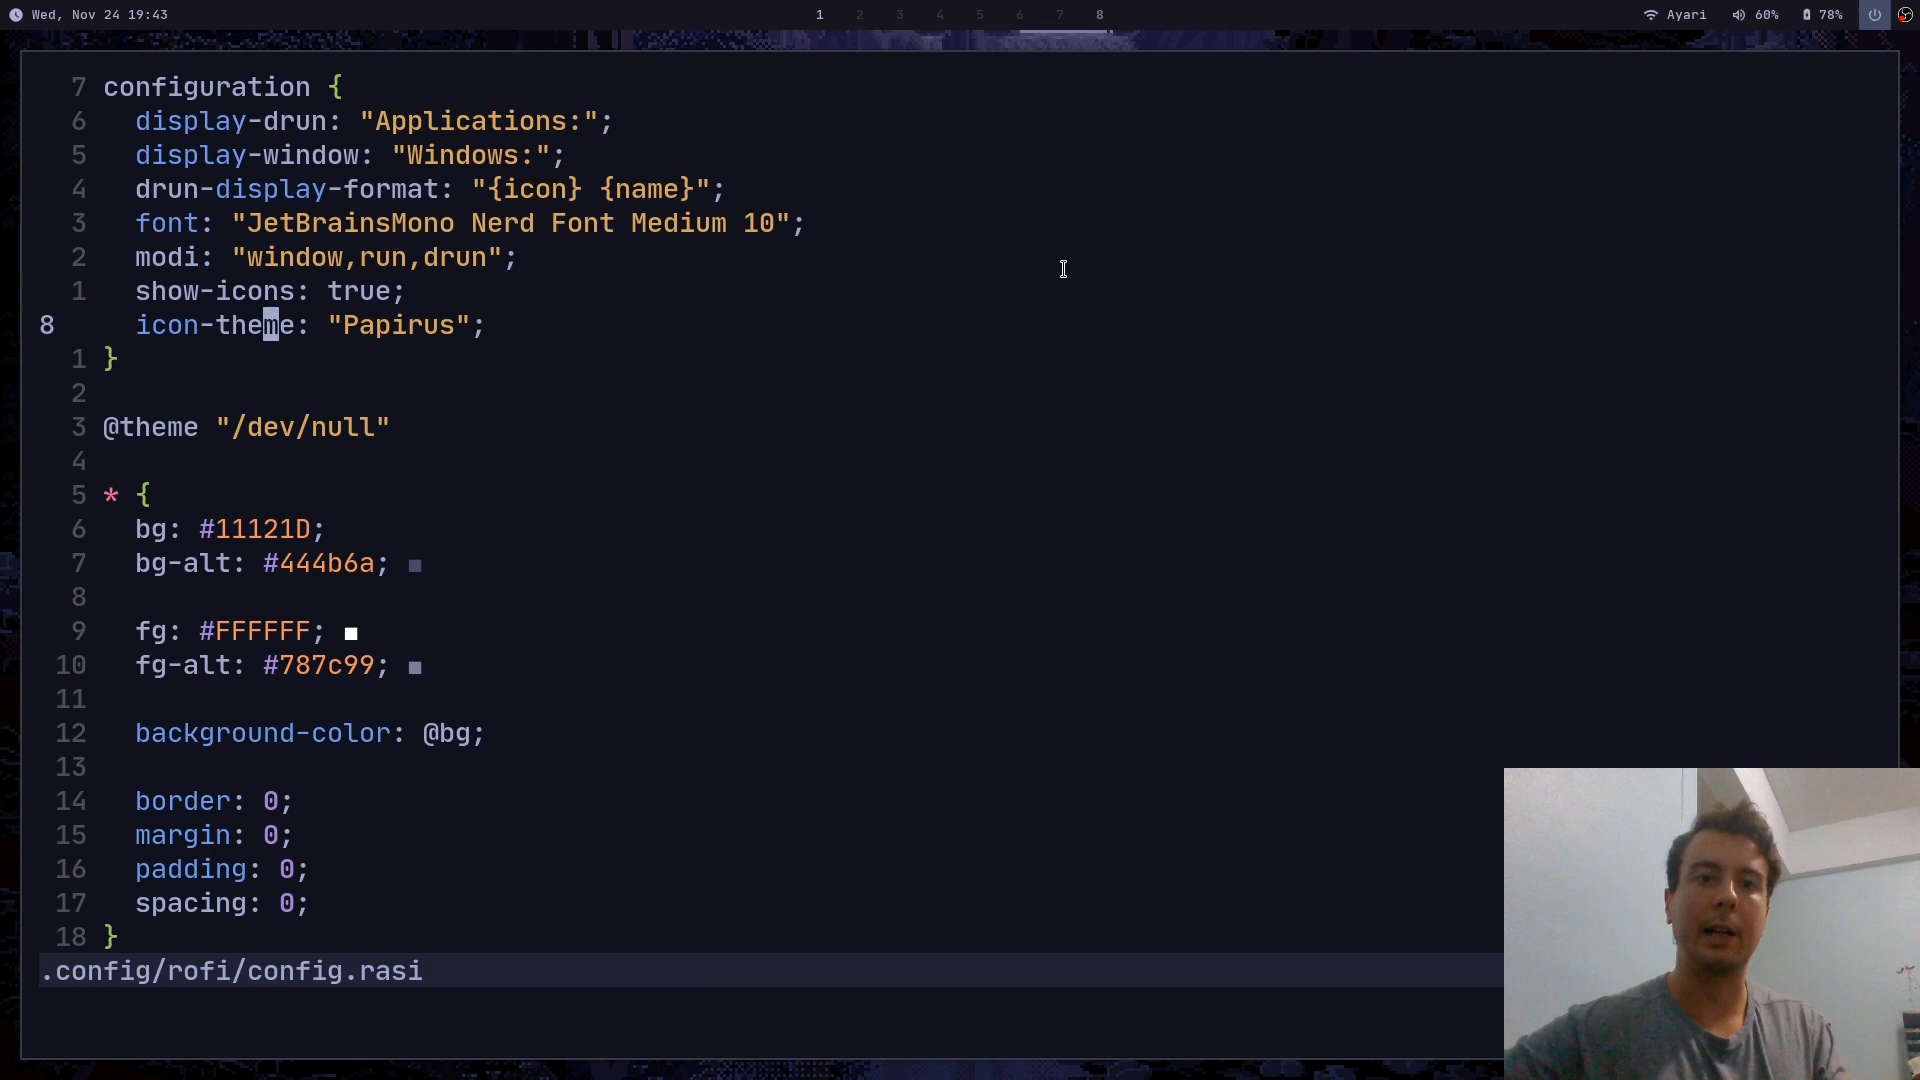 Wed, Nov 24 19:43 1 2 3 4 5 6 7 8 Ayari 60% 78%
7 configuration {
6 display-drun: "Applications:";
5 display-window: "Windows:";
4 drun-display-format: "{icon} {name}";
3 font: "JetBrainsMono Nerd Font Medium 10";
2 modi: "window,run,drun";
1 show-icons: true;
8 icon-theme: "Papirus";
1 }
2
3 @theme "/dev/null"
4
5 * {
6 bg: #11121D;
7 bg-alt: #444b6a; ■
8
9 fg: #FFFFFF; ■
10 fg-alt: #787c99; ■
11
12 background-color: @bg;
13
14 border: 0;
15 margin: 0;
16 padding: 0;
17 spacing: 0;
18 }
.config/rofi/config.rasi